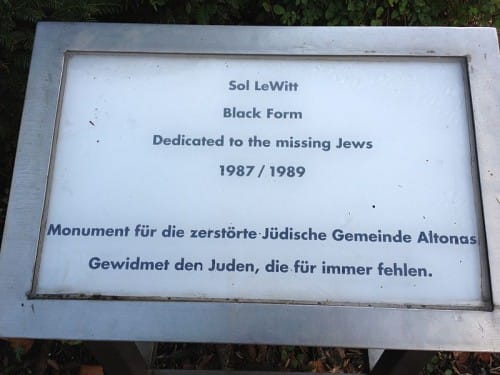 Sol LeWitt
Black Form
Dedicated to the missing Jews
1987 / 1989
Monument für die zerstörte Jüdische Gemeinde Altonas
Gewidmet den Juden, die für immer fehlen.